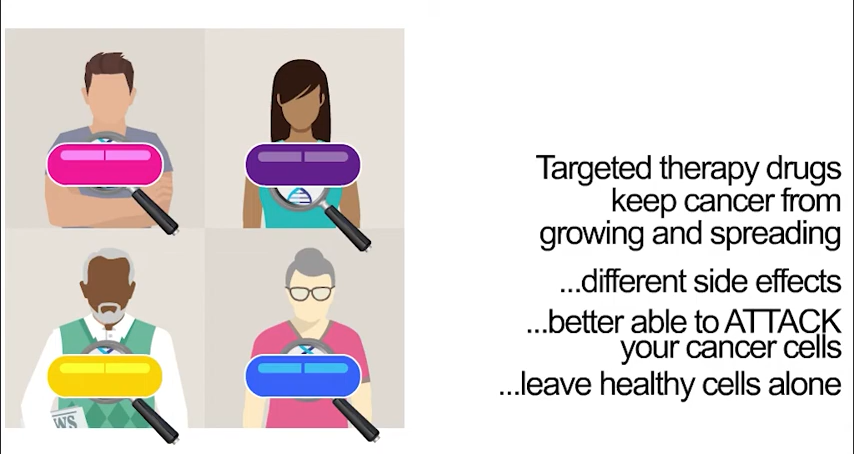 Targeted therapy drugs
keep cancer from
growing and spreading
...different side effects
...better able to ATTACK
your cancer cells
...leave healthy cells alone
WS